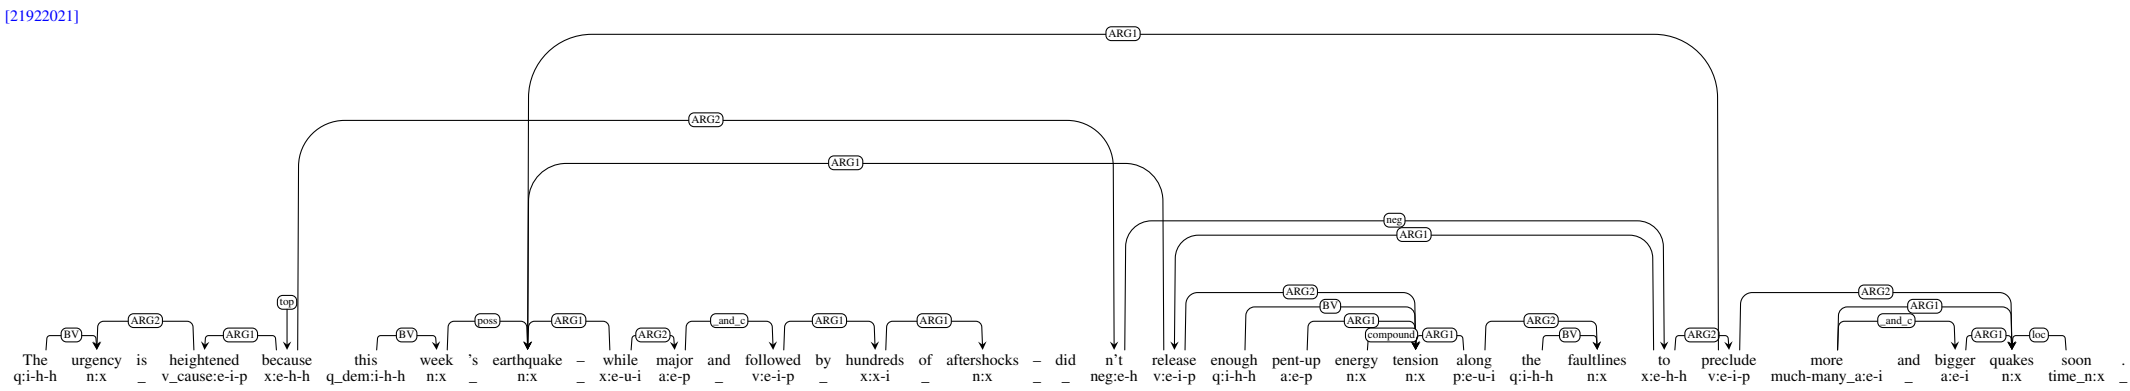 [21922021]
ARG1
ARG2
ARG1
neg
ARG1
ARG2 ARG2
top BV ARG1
BV ARG2 ARG1 BV poss ARG1 ARG2 _and_c ARG1 ARG1 ARG1 compound ARG1 ARG2 BV ARG2 _and_c ARG1 loc
The urgency is heightened because this week 's earthquake – while major and followed by hundreds of aftershocks – did n't release enough pent-up energy tension along the faultlines to preclude more and bigger quakes soon .
q:i-h-h n:x _ v_cause:e-i-p x:e-h-h q_dem:i-h-h n:x _ n:x _ x:e-u-i a:e-p _ v:e-i-p _ x:x-i _ n:x _ _ neg:e-h v:e-i-p q:i-h-h a:e-p n:x n:x p:e-u-i q:i-h-h n:x x:e-h-h v:e-i-p much-many_a:e-i _ a:e-i n:x time_n:x _